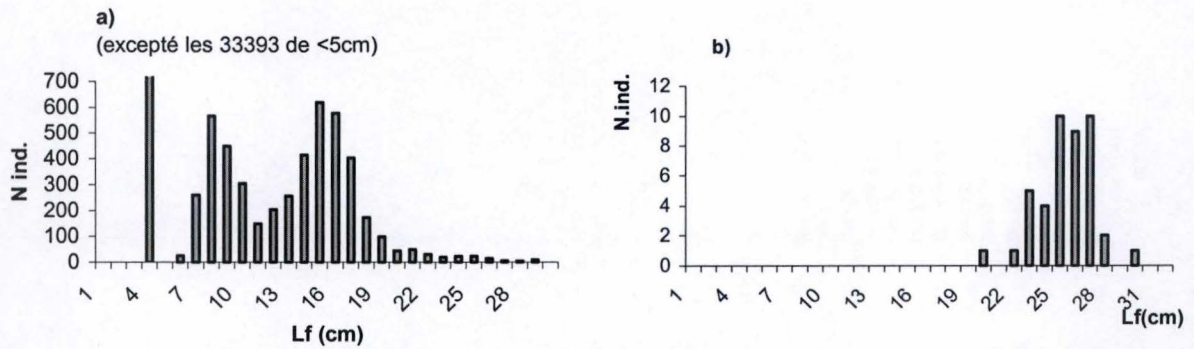 a)
(excepté les 33393 de <5cm)
N ind.
700
600
500
400
300
200
100
0
1 4 7 10 13 16 19 22 25 28
Lf (cm)
b)
N.ind.
12
10
8
6
4
2
0
1 4 7 10 13 16 19 22 25 28 31
Lf(cm)